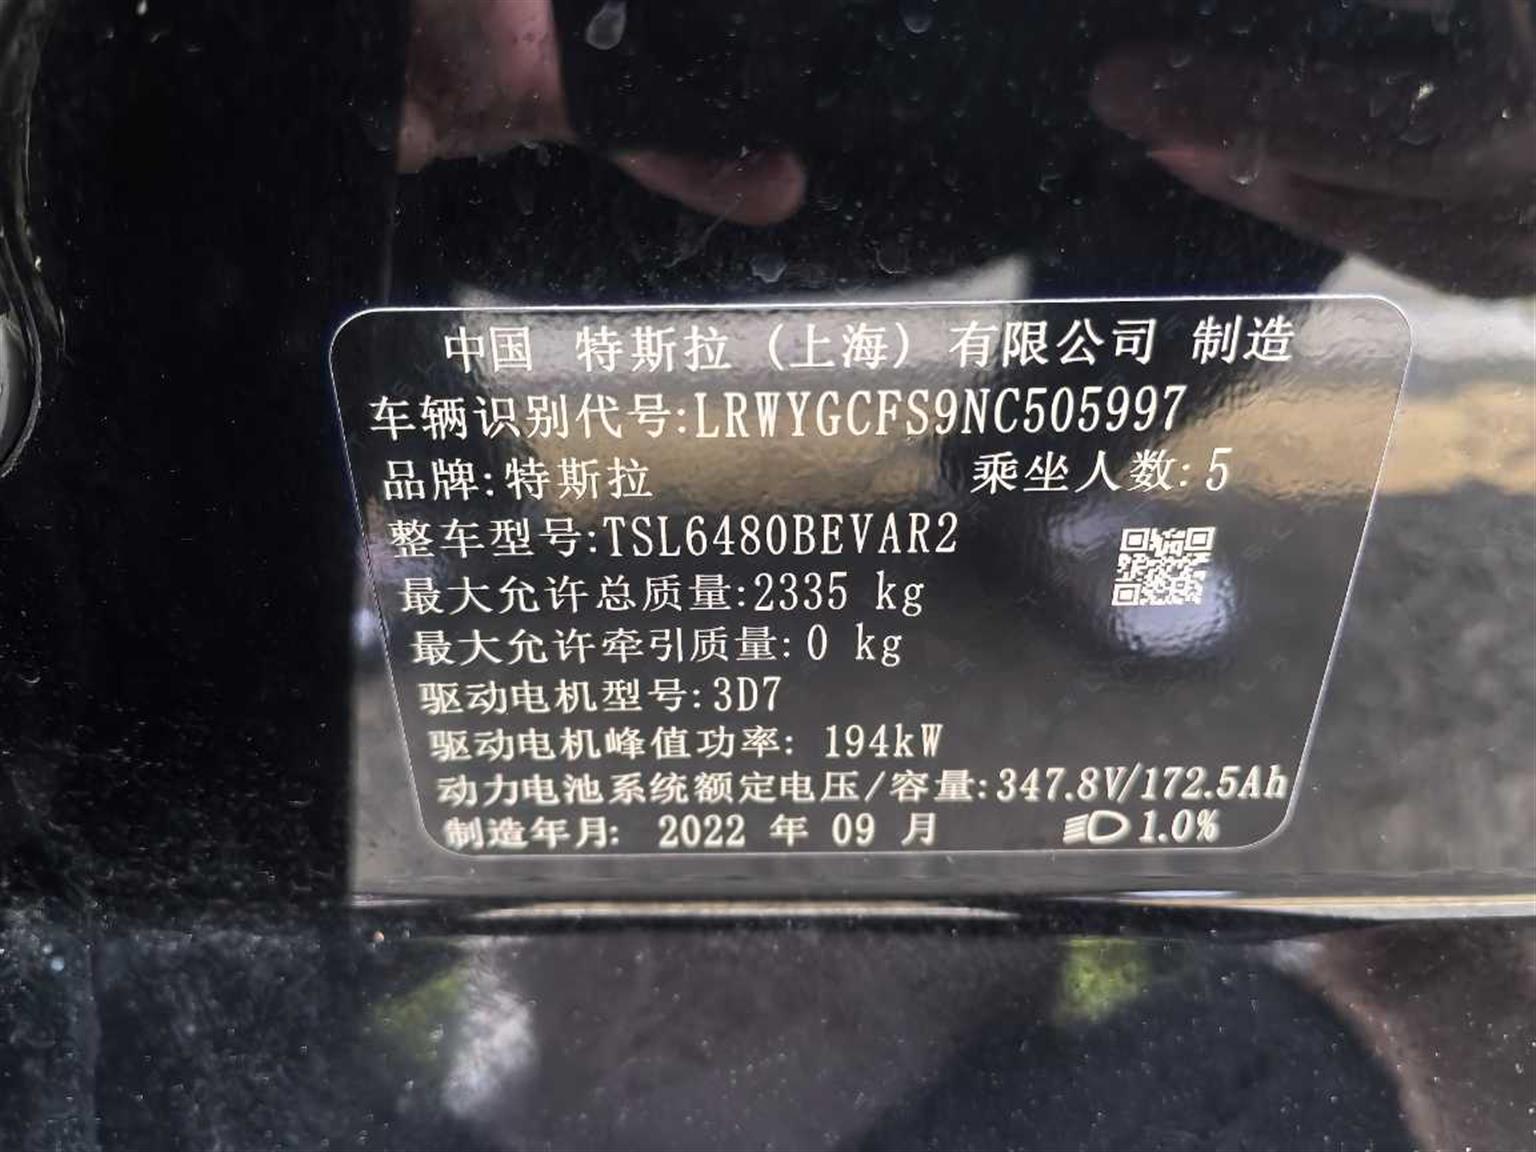 中国 特斯拉（上海）有限公司 制造
车辆识别代号:LRWYGCFS9NC505997
品牌:特斯拉 乘坐人数:5
整车型号:TSL6480BEVAR2
最大允许总质量:2335 kg
最大允许牵引质量: 0 kg
驱动电机型号:3D7
驱动电机峰值功率: 194kW
动力电池系统额定电压/容量:347.8V/172.5Ah
制造年月: 2022 年 09 月 1.0%